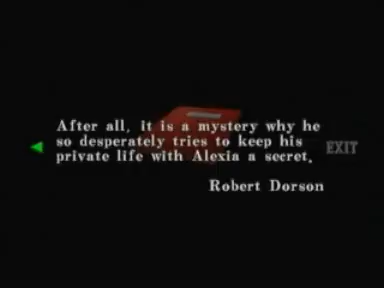 After all, it is a mystery why he
so desperately tries to keep his
private life with Alexia a secret.
EXIT
Robert Dorson